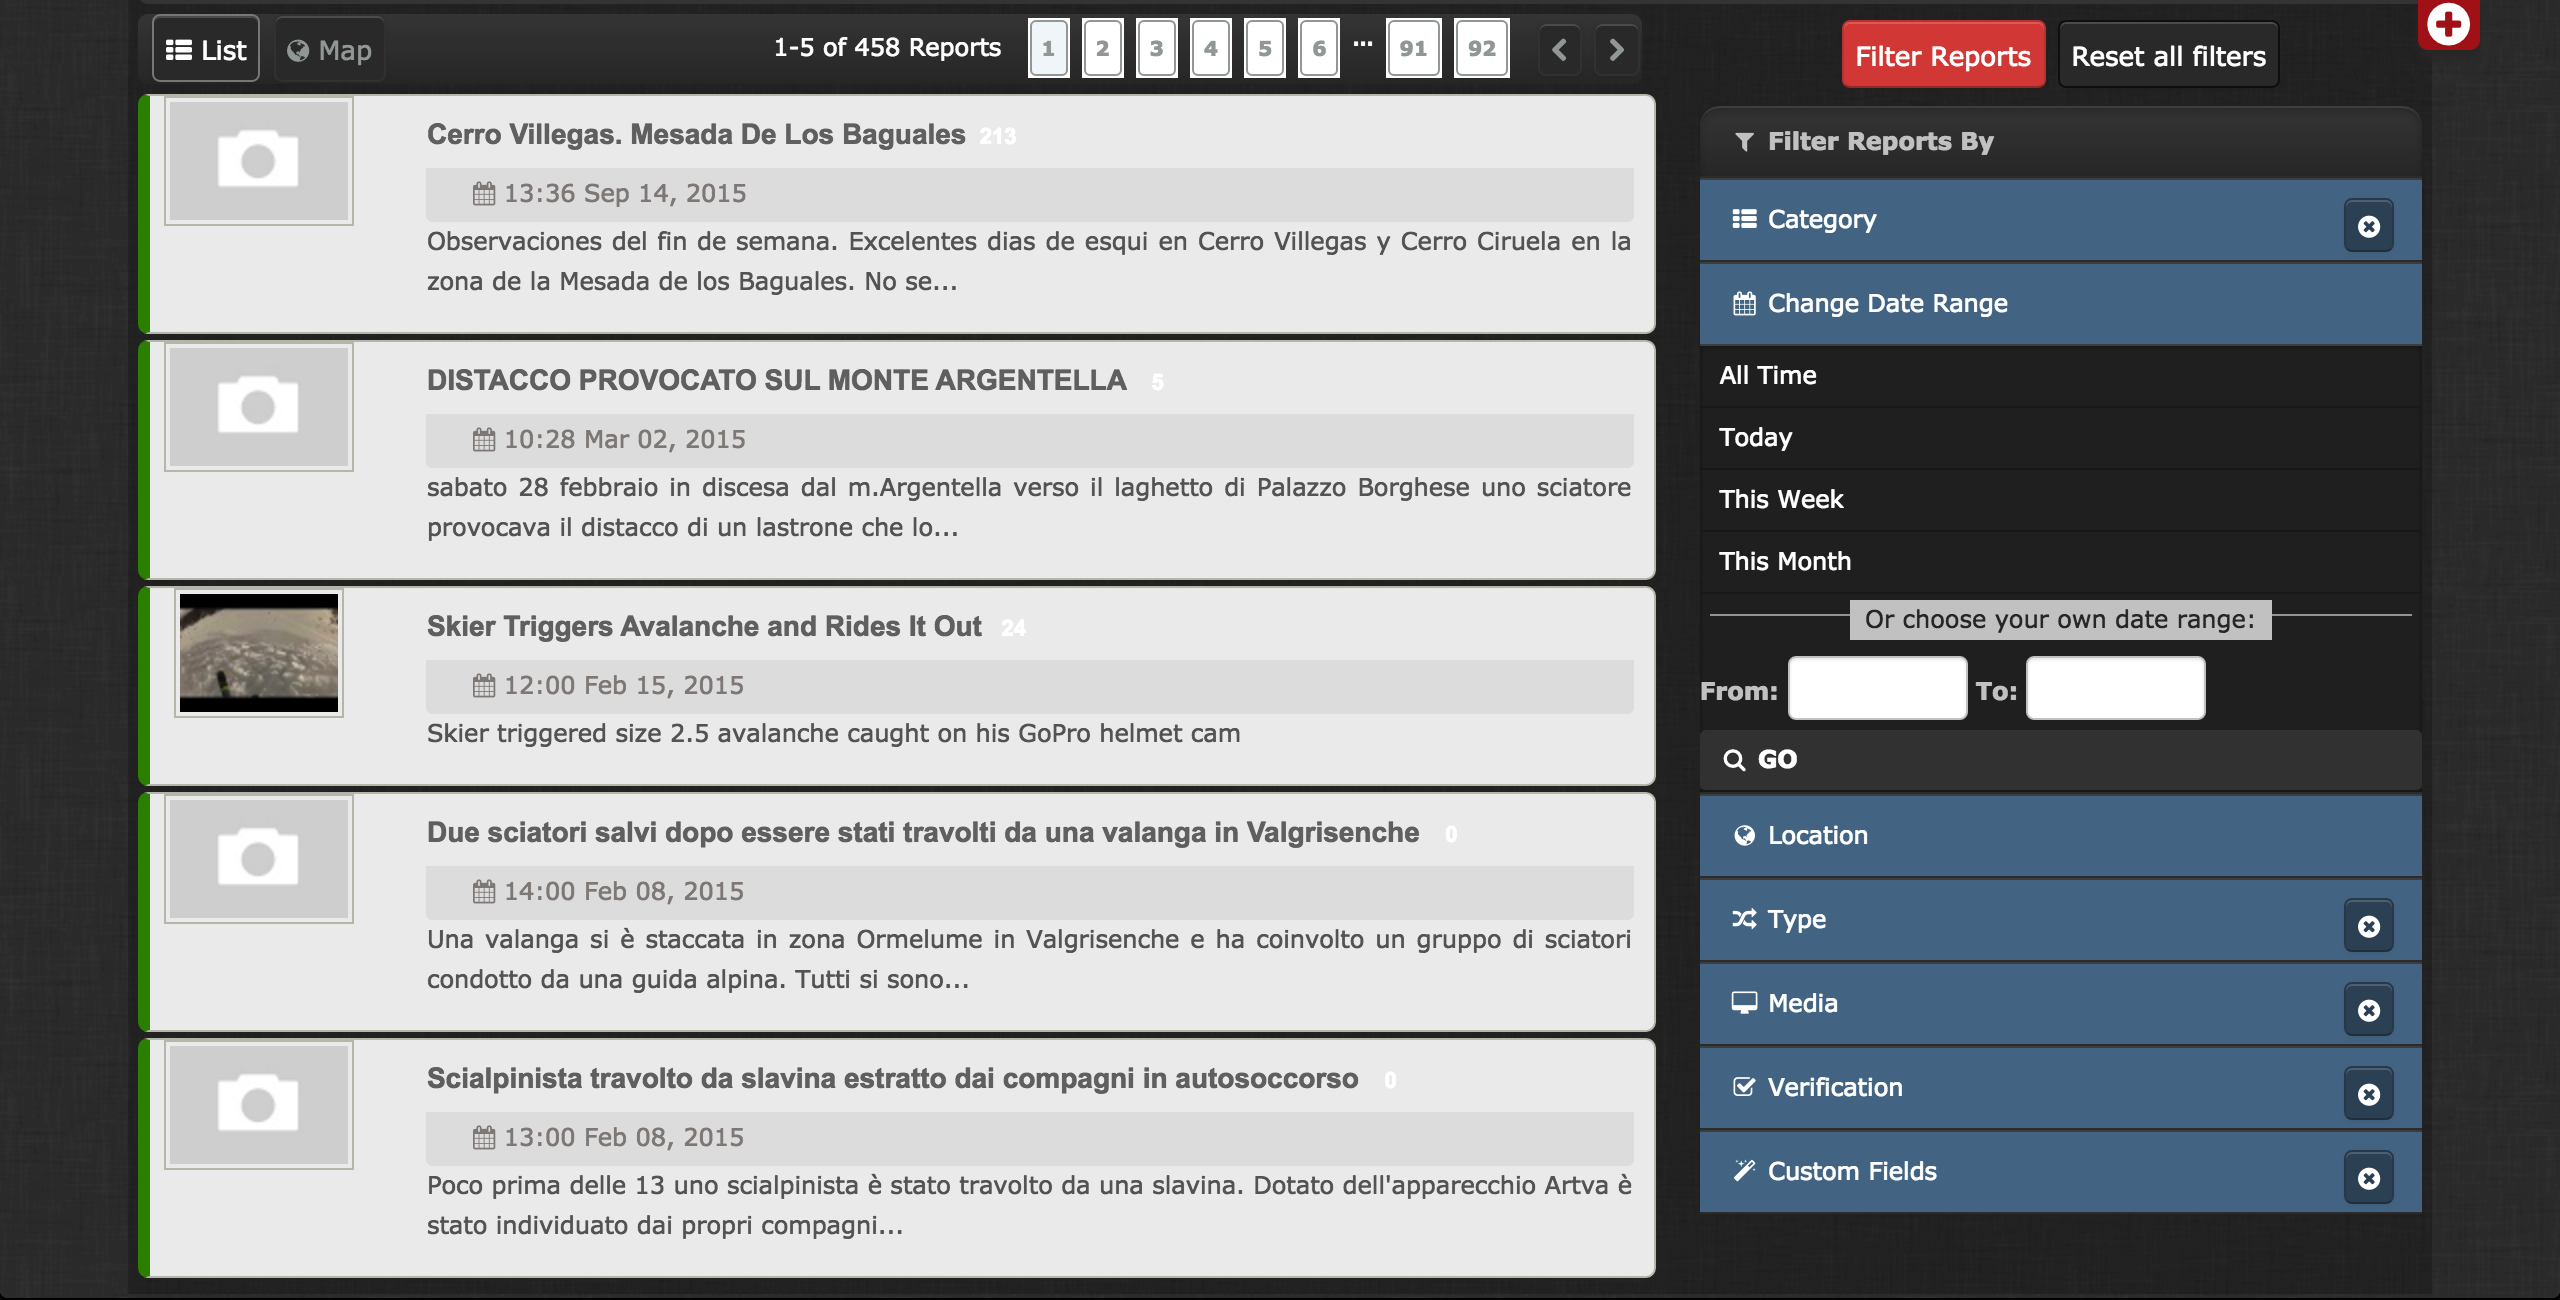 List
Map
1-5 of 458 Reports
1 2 3 4 5 6 ... 91 92
Cerro Villegas. Mesada De Los Baguales 213
13:36 Sep 14, 2015
Observaciones del fin de semana. Excelentes dias de esqui en Cerro Villegas y Cerro Ciruela en la
zona de la Mesada de los Baguales. No se...
DISTACCO PROVOCATO SUL MONTE ARGENTELLA 5
10:28 Mar 02, 2015
sabato 28 febbraio in discesa dal m.Argentella verso il laghetto di Palazzo Borghese uno sciatore
provocava il distacco di un lastrone che lo...
Skier Triggers Avalanche and Rides It Out 24
12:00 Feb 15, 2015
Skier triggered size 2.5 avalanche caught on his GoPro helmet cam
Due sciatori salvi dopo essere stati travolti da una valanga in Valgrisenche 0
14:00 Feb 08, 2015
Una valanga si è staccata in zona Ormelume in Valgrisenche e ha coinvolto un gruppo di sciatori
condotto da una guida alpina. Tutti si sono...
Scialpinista travolto da slavina estratto dai compagni in autosoccorso 0
13:00 Feb 08, 2015
Poco prima delle 13 uno scialpinista è stato travolto da una slavina. Dotato dell'apparecchio Artva è
stato individuato dai propri compagni...
Filter Reports
Reset all filters
Filter Reports By
Category
Change Date Range
All Time
Today
This Week
This Month
Or choose your own date range:
From: To:
GO
Location
Type
Media
Verification
Custom Fields